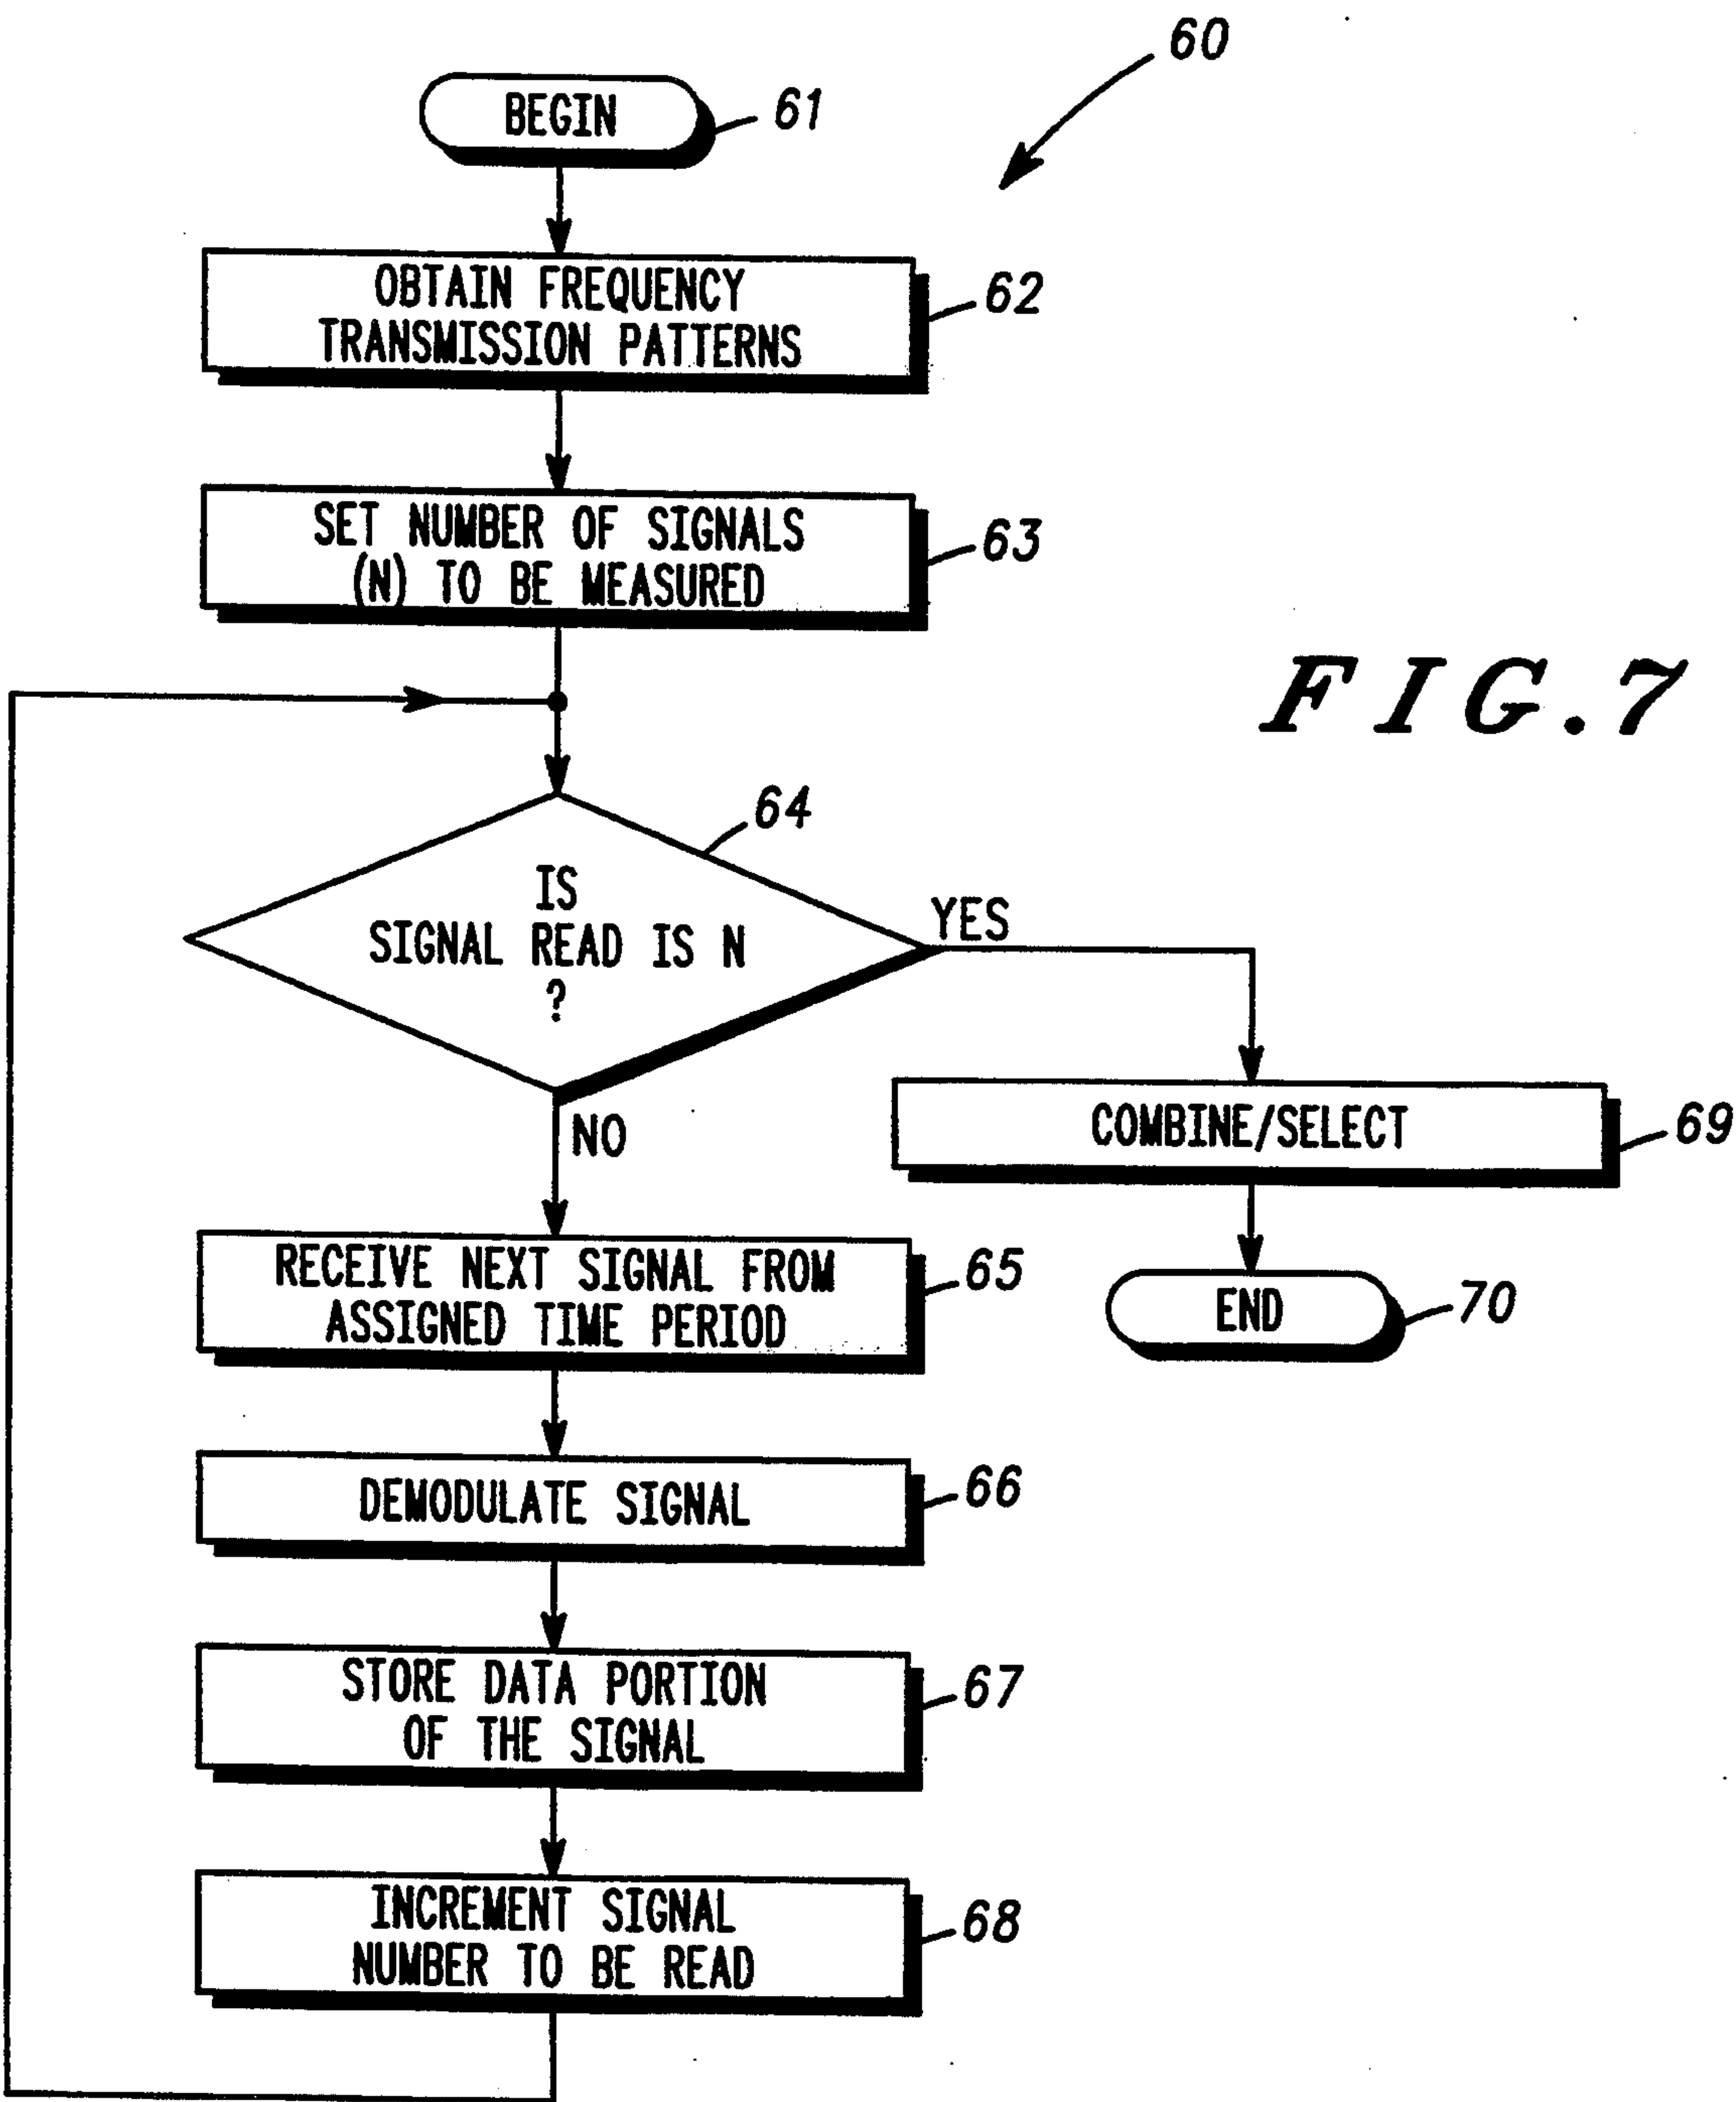 60
BEGIN
61
OBTAIN FREQUENCY
TRANSMISSION PATTERNS
62
SET NUMBER OF SIGNALS
(N) TO BE MEASURED
63
FIG.7
64
IS
SIGNAL READ IS N
?
YES
NO
COMBINE/SELECT
69
RECEIVE NEXT SIGNAL FROM
ASSIGNED TIME PERIOD
65
END
70
DEMODULATE SIGNAL
66
STORE DATA PORTION
OF THE SIGNAL
67
INCREMENT SIGNAL
NUMBER TO BE READ
68